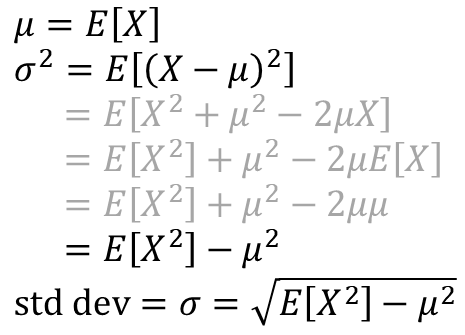 μ = E[X]
σ² = E[(X − μ)²]
= E[X² + μ² − 2μX]
= E[X²] + μ² − 2μE[X]
= E[X²] + μ² − 2μμ
= E[X²] − μ²
std dev = σ = √(E[X²] − μ²)